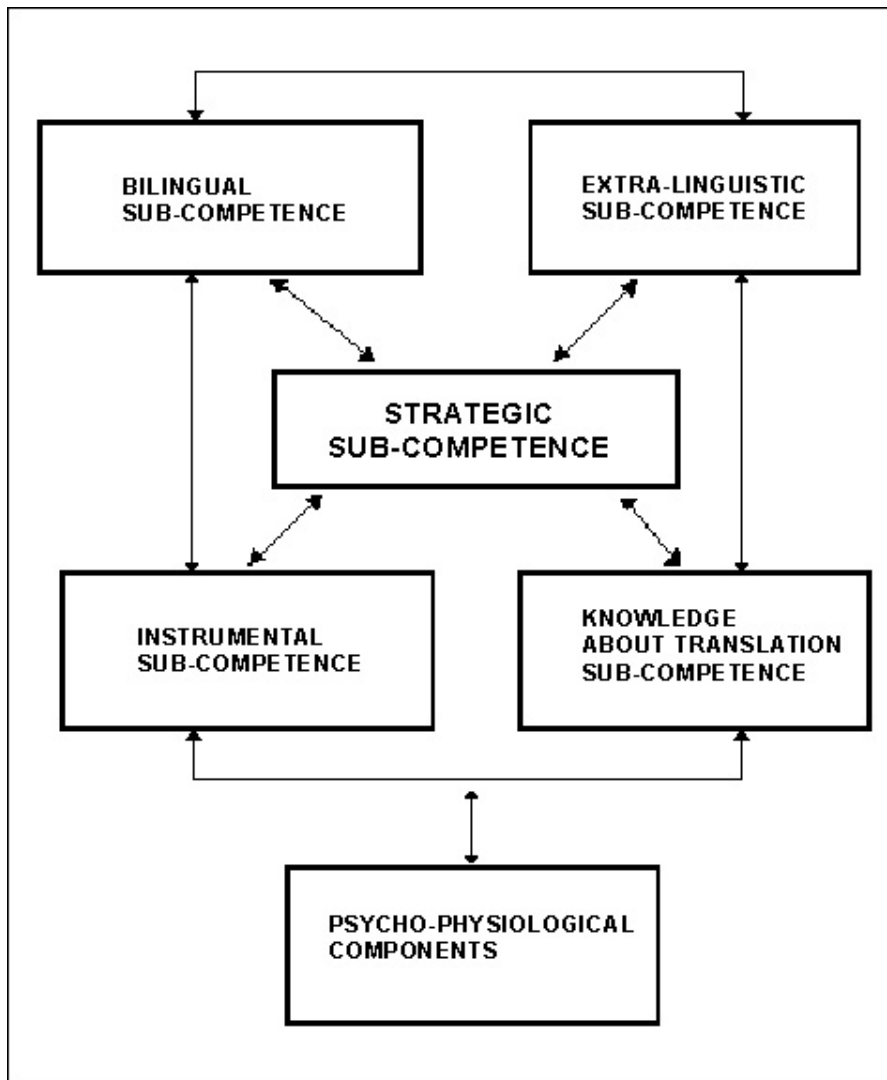 BILINGUAL
SUB-COMPETENCE
EXTRA-LINGUISTIC
SUB-COMPETENCE
STRATEGIC
SUB-COMPETENCE
INSTRUMENTAL
SUB-COMPETENCE
KNOWLEDGE
ABOUT TRANSLATION
SUB-COMPETENCE
PSYCHO-PHYSIOLOGICAL
COMPONENTS